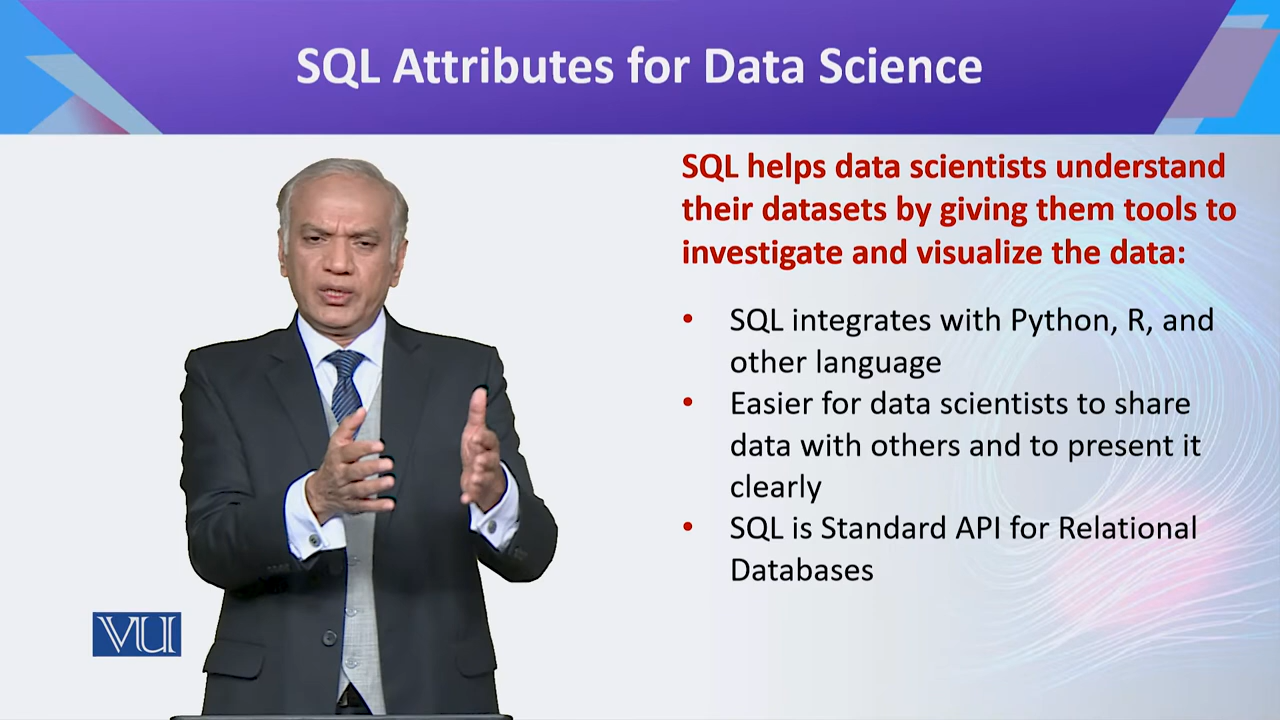 SQL Attributes for Data Science
SQL helps data scientists understand
their datasets by giving them tools to
investigate and visualize the data:
• SQL integrates with Python, R, and
other language
• Easier for data scientists to share
data with others and to present it
clearly
• SQL is Standard API for Relational
Databases
VU